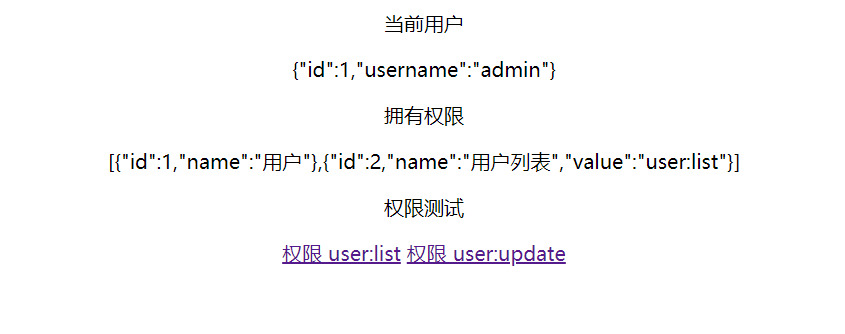 当前用户
{"id":1,"username":"admin"}
拥有权限
[{"id":1,"name":"用户"},{"id":2,"name":"用户列表","value":"user:list"}]
权限测试
权限 user:list 权限 user:update